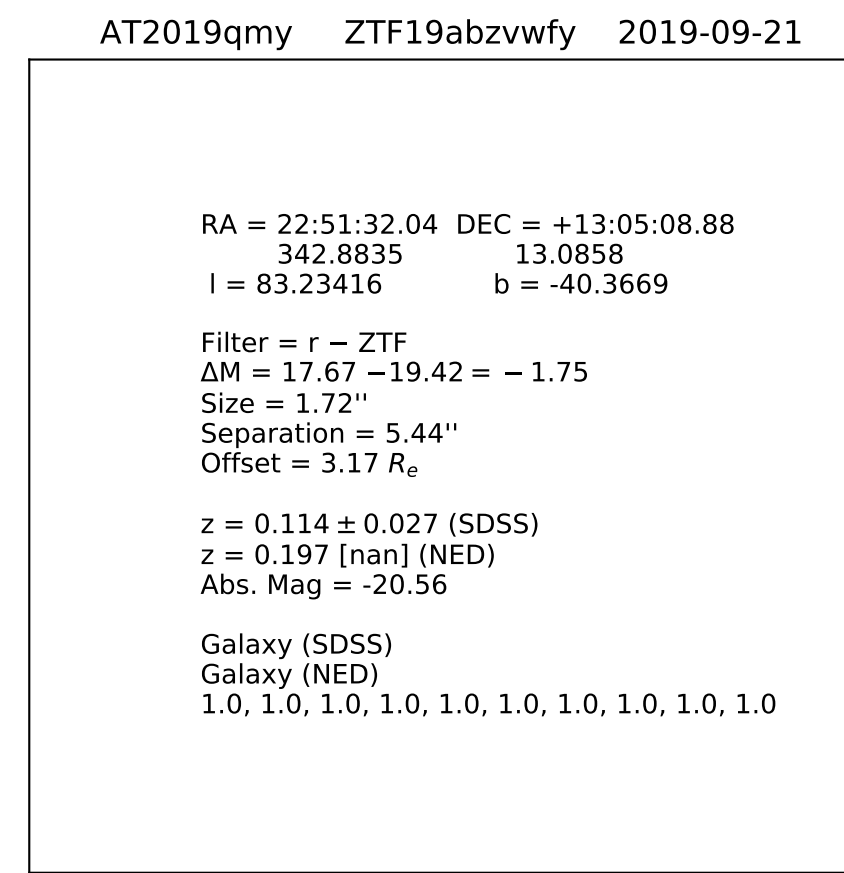 AT2019qmy ZTF19abzvwfy 2019-09-21
RA = 22:51:32.04 DEC = +13:05:08.88
342.8835 13.0858
l = 83.23416 b = -40.3669
Filter = r − ZTF
ΔM = 17.67 −19.42 = − 1.75
Size = 1.72''
Separation = 5.44''
Offset = 3.17 Rₑ
z = 0.114 ± 0.027 (SDSS)
z = 0.197 [nan] (NED)
Abs. Mag = -20.56
Galaxy (SDSS)
Galaxy (NED)
1.0, 1.0, 1.0, 1.0, 1.0, 1.0, 1.0, 1.0, 1.0, 1.0